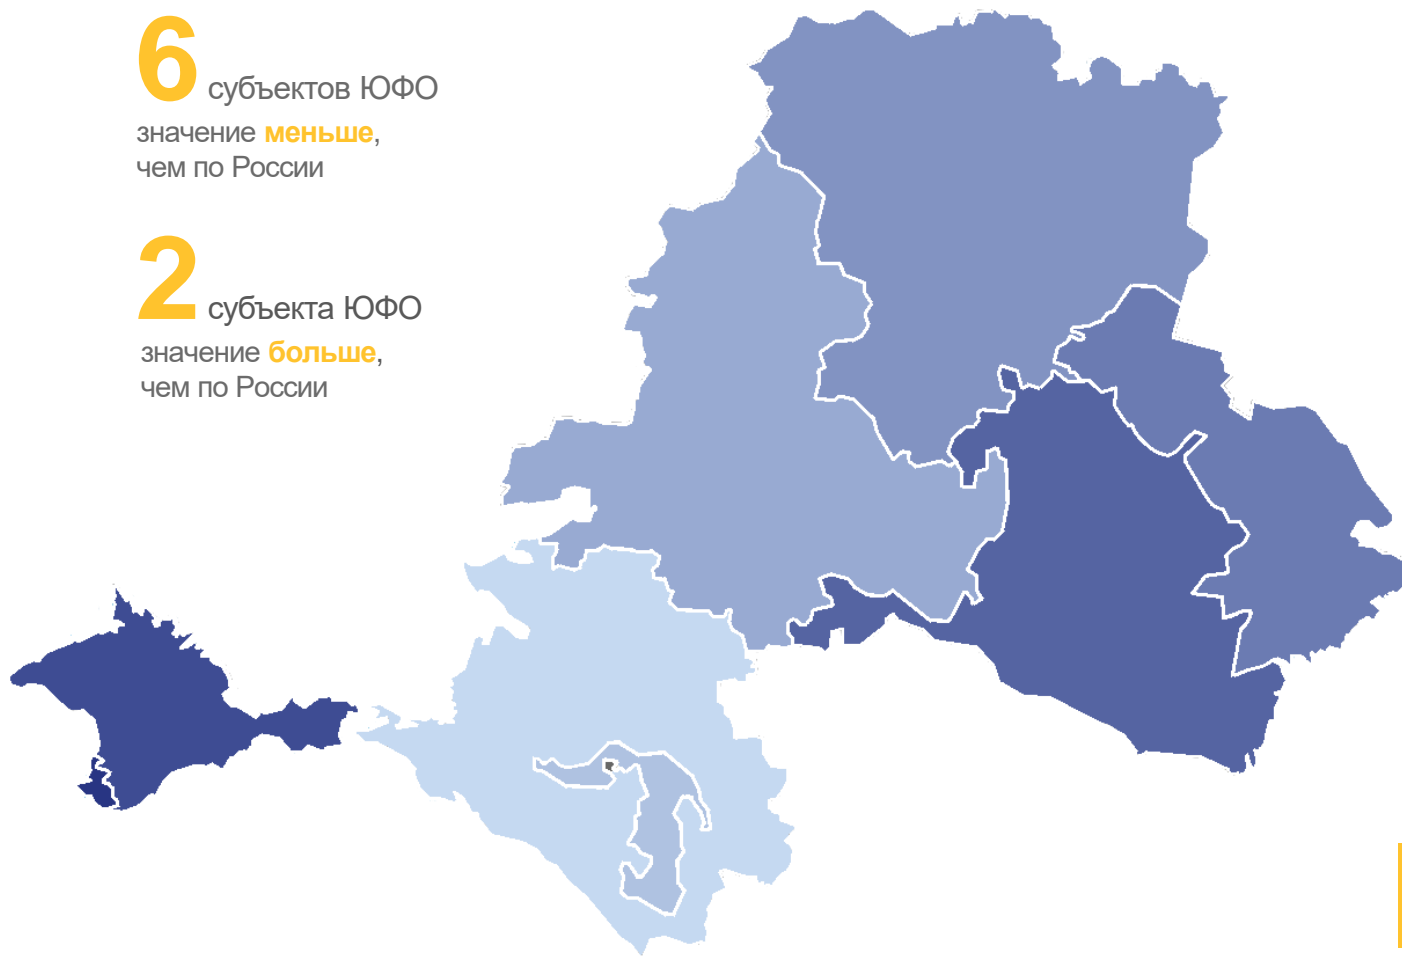 6 субъектов ЮФО
значение меньше,
чем по России
2 субъекта ЮФО
значение больше,
чем по России